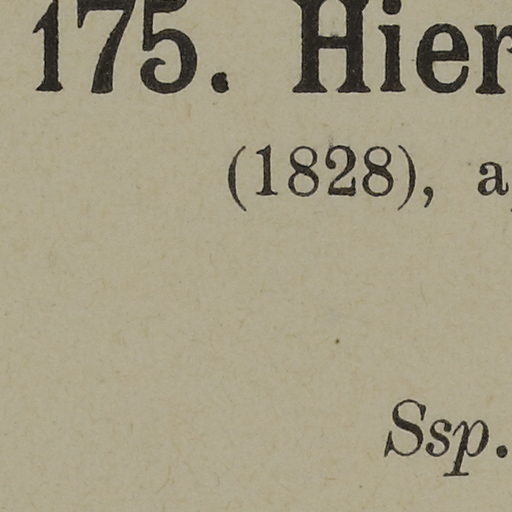 175. Hier
(1828), a
Ssp.